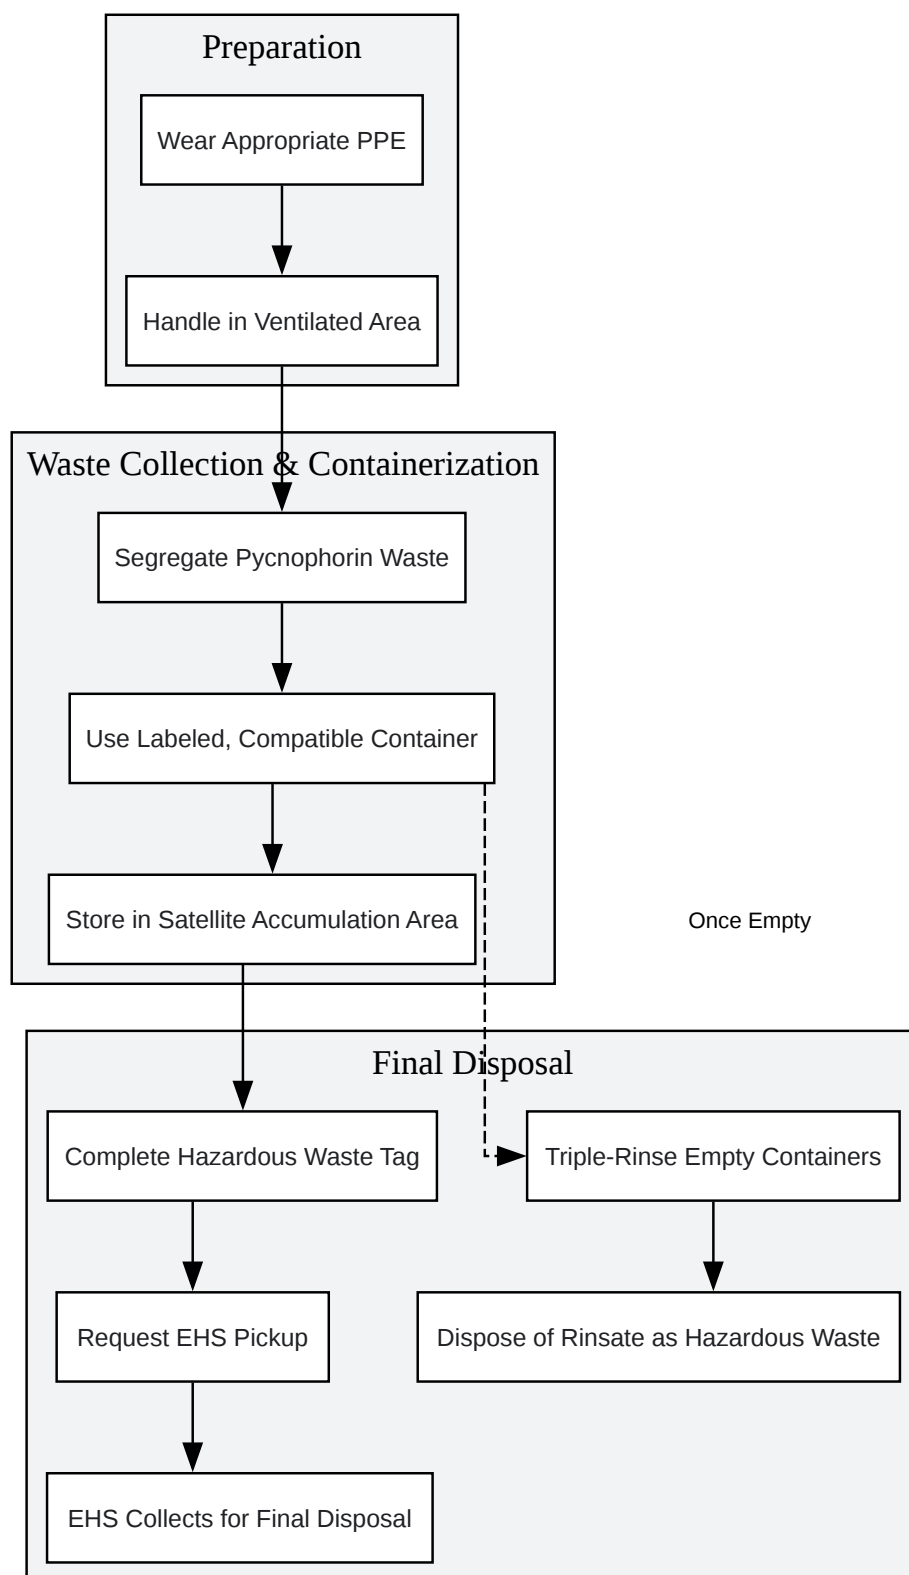 Preparation
Wear Appropriate PPE
Handle in Ventilated Area
Waste Collection & Containerization
Segregate Pycnophorin Waste
Use Labeled, Compatible Container
Store in Satellite Accumulation Area
Once Empty
Final Disposal
Complete Hazardous Waste Tag
Triple-Rinse Empty Containers
Request EHS Pickup
Dispose of Rinsate as Hazardous Waste
EHS Collects for Final Disposal